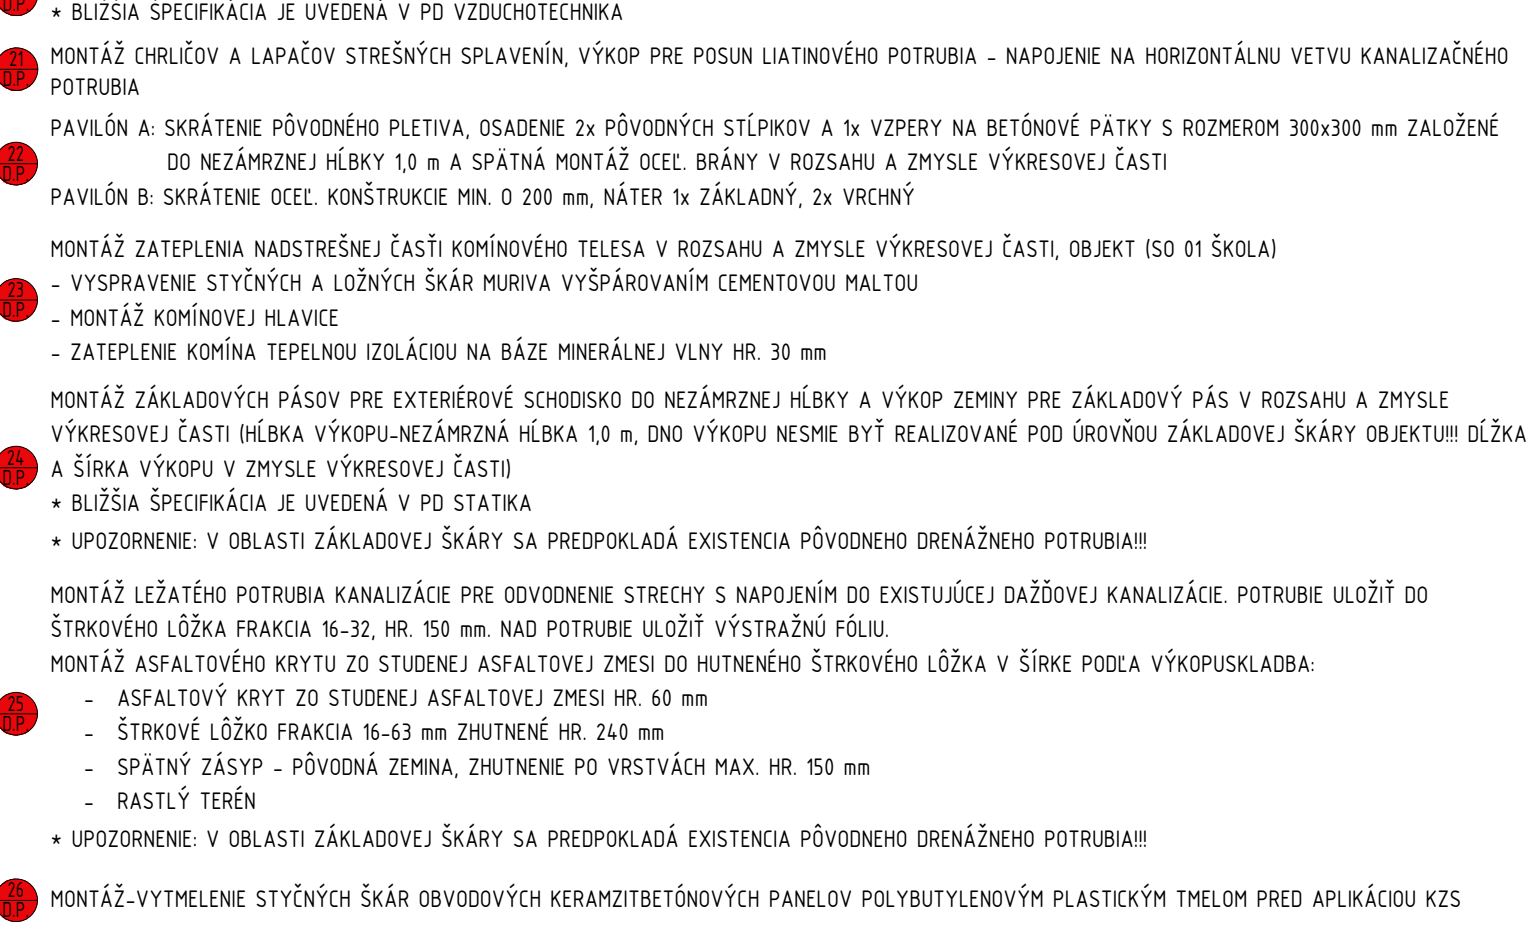 D.P.
* BLIŽŠIA ŠPECIFIKÁCIA JE UVEDENÁ V PD VZDUCHOTECHNIKA
21
D.P.
MONTÁŽ CHRLIČOV A LAPAČOV STREŠNÝCH SPLAVENÍN, VÝKOP PRE POSUN LIATINOVÉHO POTRUBIA - NAPOJENIE NA HORIZONTÁLNU VETVU KANALIZAČNÉHO
POTRUBIA
22
D.P.
PAVILÓN A: SKRÁTENIE PÔVODNÉHO PLETIVA, OSADENIE 2x PÔVODNÝCH STĹPIKOV A 1x VZPERY NA BETÓNOVÉ PÄTKY S ROZMEROM 300x300 mm ZALOŽENÉ
DO NEZÁMRZNEJ HĹBKY 1,0 m A SPÄTNÁ MONTÁŽ OCEĽ. BRÁNY V ROZSAHU A ZMYSLE VÝKRESOVEJ ČASTI
PAVILÓN B: SKRÁTENIE OCEĽ. KONŠTRUKCIE MIN. O 200 mm, NÁTER 1x ZÁKLADNÝ, 2x VRCHNÝ
23
D.P.
MONTÁŽ ZATEPLENIA NADSTREŠNEJ ČASŤI KOMÍNOVÉHO TELESA V ROZSAHU A ZMYSLE VÝKRESOVEJ ČASTI, OBJEKT (SO 01 ŠKOLA)
- VYSPRAVENIE STYČNÝCH A LOŽNÝCH ŠKÁR MURIVA VYŠPÁROVANÍM CEMENTOVOU MALTOU
- MONTÁŽ KOMÍNOVEJ HLAVICE
- ZATEPLENIE KOMÍNA TEPELNOU IZOLÁCIOU NA BÁZE MINERÁLNEJ VLNY HR. 30 mm
24
D.P.
MONTÁŽ ZÁKLADOVÝCH PÁSOV PRE EXTERIÉROVÉ SCHODISKO DO NEZÁMRZNEJ HĹBKY A VÝKOP ZEMINY PRE ZÁKLADOVÝ PÁS V ROZSAHU A ZMYSLE
VÝKRESOVEJ ČASTI (HĹBKA VÝKOPU-NEZÁMRZNÁ HĹBKA 1,0 m, DNO VÝKOPU NESMIE BYŤ REALIZOVANÉ POD ÚROVŇOU ZÁKLADOVEJ ŠKÁRY OBJEKTU!!! DĹŽKA
A ŠÍRKA VÝKOPU V ZMYSLE VÝKRESOVEJ ČASTI)
* BLIŽŠIA ŠPECIFIKÁCIA JE UVEDENÁ V PD STATIKA
* UPOZORNENIE: V OBLASTI ZÁKLADOVEJ ŠKÁRY SA PREDPOKLADÁ EXISTENCIA PÔVODNEHO DRENÁŽNEHO POTRUBIA!!!
25
D.P.
MONTÁŽ LEŽATÉHO POTRUBIA KANALIZÁCIE PRE ODVODNENIE STRECHY S NAPOJENÍM DO EXISTUJÚCEJ DAŽĎOVEJ KANALIZÁCIE. POTRUBIE ULOŽIŤ DO
ŠTRKOVÉHO LÔŽKA FRAKCIA 16-32, HR. 150 mm. NAD POTRUBIE ULOŽIŤ VÝSTRAŽNÚ FÓLIU.
MONTÁŽ ASFALTOVÉHO KRYTU ZO STUDENEJ ASFALTOVEJ ZMESI DO HUTNENÉHO ŠTRKOVÉHO LÔŽKA V ŠÍRKE PODĽA VÝKOPUSKLADBA:
- ASFALTOVÝ KRYT ZO STUDENEJ ASFALTOVEJ ZMESI HR. 60 mm
- ŠTRKOVÉ LÔŽKO FRAKCIA 16-63 mm ZHUTNENÉ HR. 240 mm
- SPÄTNÝ ZÁSYP - PÔVODNÁ ZEMINA, ZHUTNENIE PO VRSTVÁCH MAX. HR. 150 mm
- RASTLÝ TERÉN
* UPOZORNENIE: V OBLASTI ZÁKLADOVEJ ŠKÁRY SA PREDPOKLADÁ EXISTENCIA PÔVODNEHO DRENÁŽNEHO POTRUBIA!!!
26
D.P.
MONTÁŽ-VYTMELENIE STYČNÝCH ŠKÁR OBVODOVÝCH KERAMZITBETÓNOVÝCH PANELOV POLYBUTYLENOVÝM PLASTICKÝM TMELOM PRED APLIKÁCIOU KZS